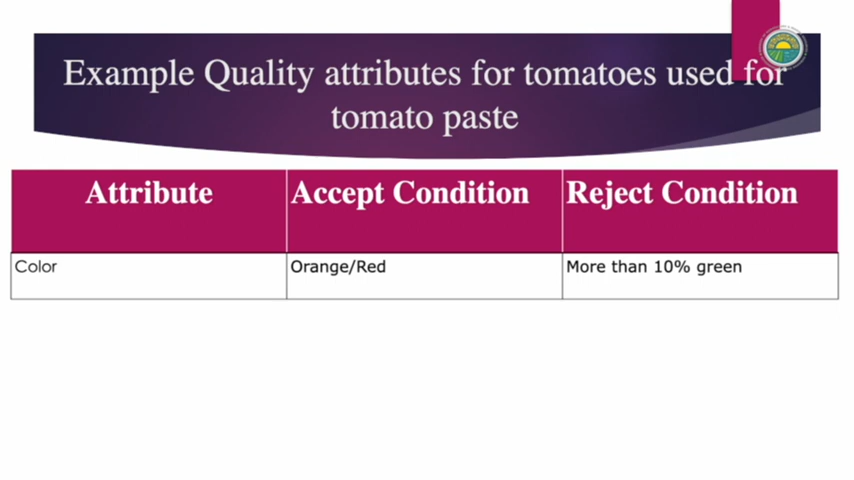 Example Quality attributes for tomatoes used for
tomato paste
Attribute Accept Condition Reject Condition
Color Orange/Red More than 10% green